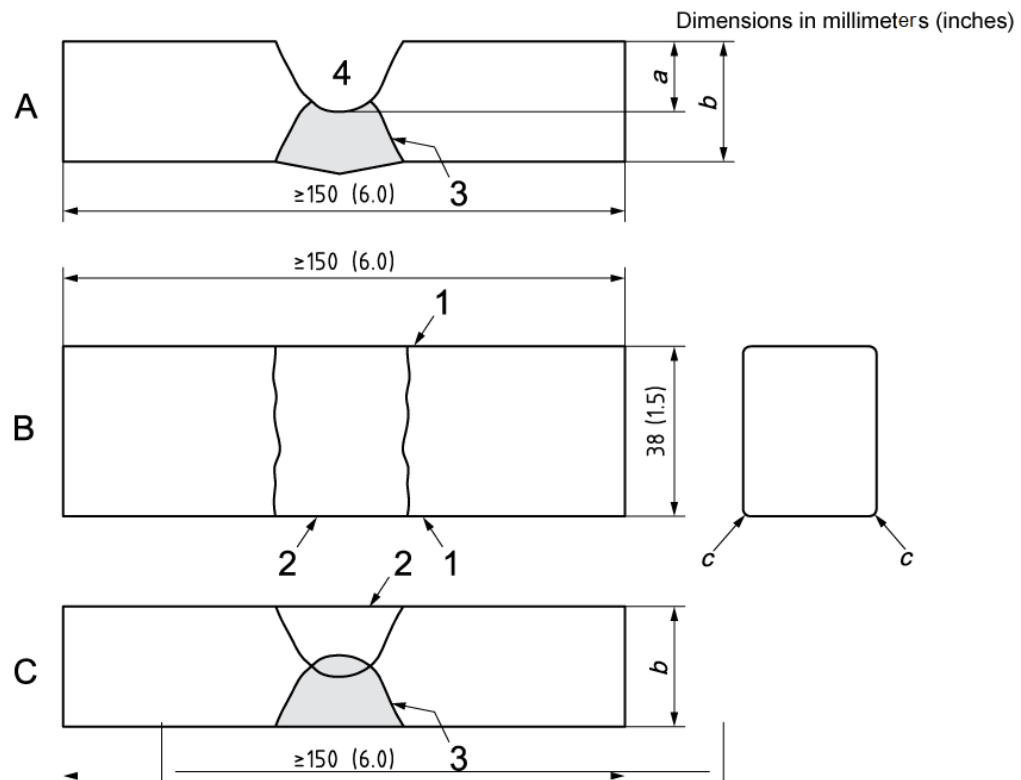 Dimensions in millimeters (inches)
A
4
a
b
3
≥150 (6.0)
≥150 (6.0)
1
B
38 (1.5)
2
1
c
c
2
C
b
3
≥150 (6.0)